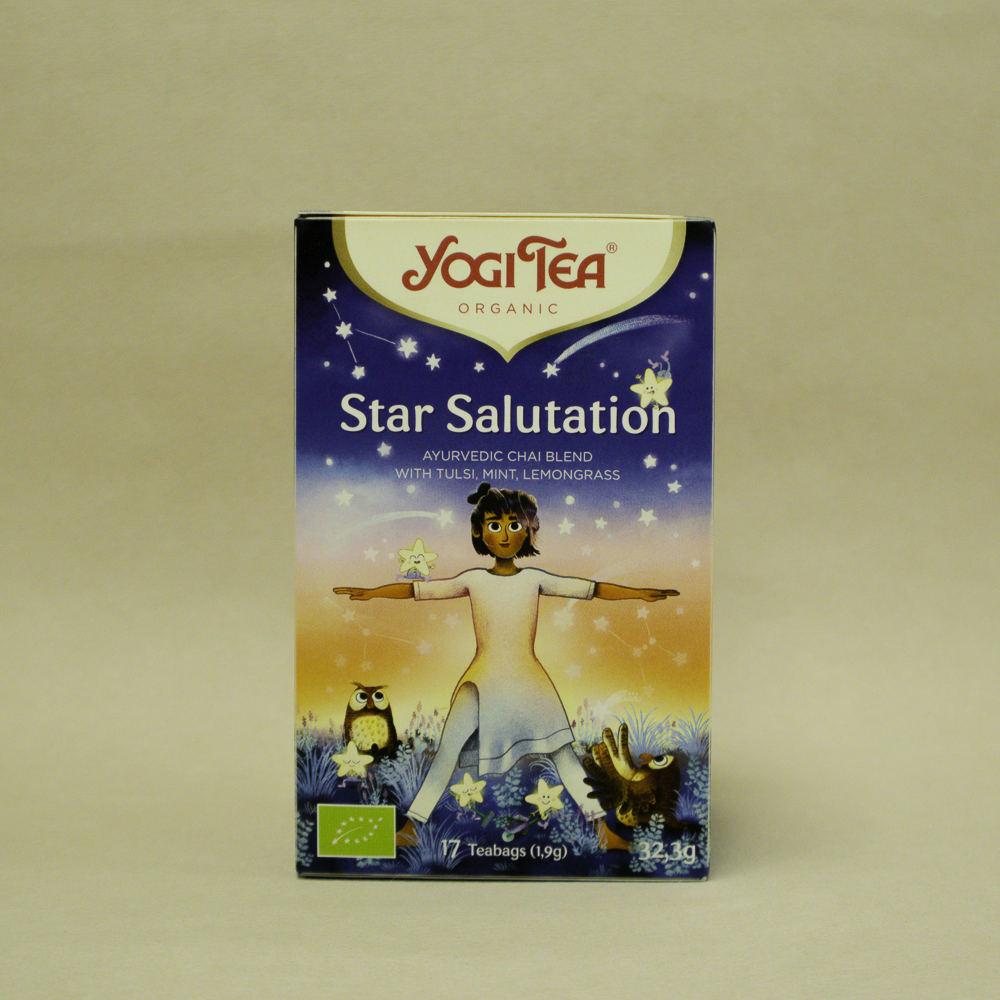 YOGI TEA®
ORGANIC
Star Salutation
AYURVEDIC CHAI BLEND
WITH TULSI, MINT, LEMONGRASS
17 Teabags (1,9g)
32,3g